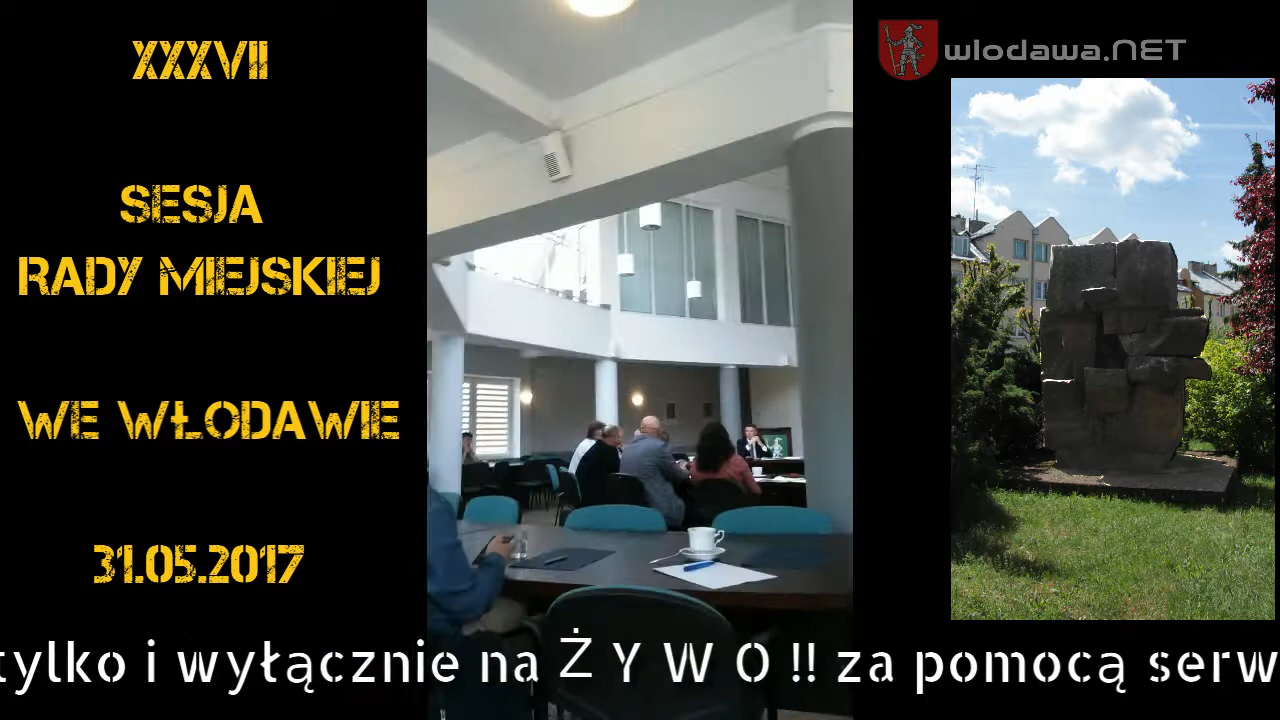 XXXVII
SESJA
RADY MIEJSKIEJ
WE WŁODAWIE
31.05.2017
wlodawa.NET
tylko i wyłącznie na Ż Y W O !! za pomocą serw